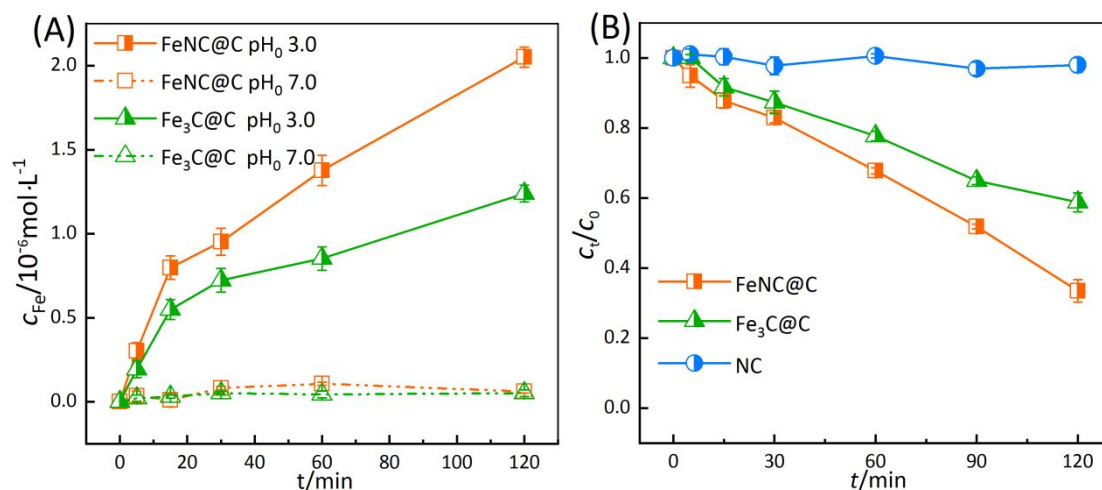 (A)
FeNC@C pH₀ 3.0
FeNC@C pH₀ 7.0
Fe₃C@C pH₀ 3.0
Fe₃C@C pH₀ 7.0
2.0
1.5
1.0
0.5
0.0
c_Fe/10⁻⁶mol·L⁻¹
0 20 40 60 80 100 120
t/min
(B)
1.0
0.8
0.6
0.4
0.2
0.0
c_t/c₀
FeNC@C
Fe₃C@C
NC
0 30 60 90 120
t/min